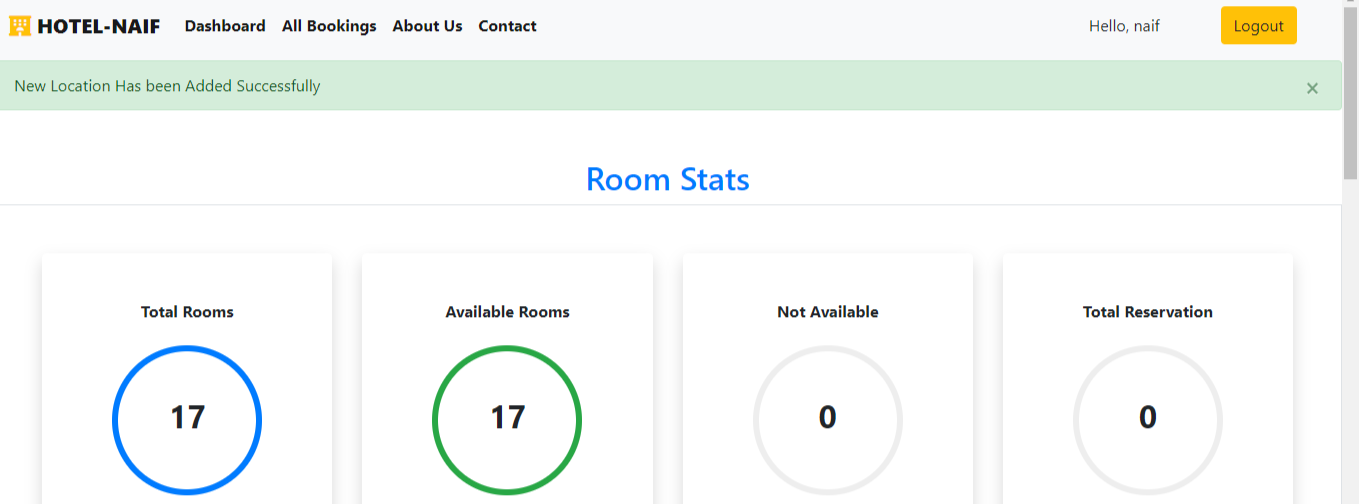 HOTEL-NAIF Dashboard All Bookings About Us Contact Hello, naif Logout
New Location Has been Added Successfully ×
Room Stats
Total Rooms Available Rooms Not Available Total Reservation
17 17 0 0